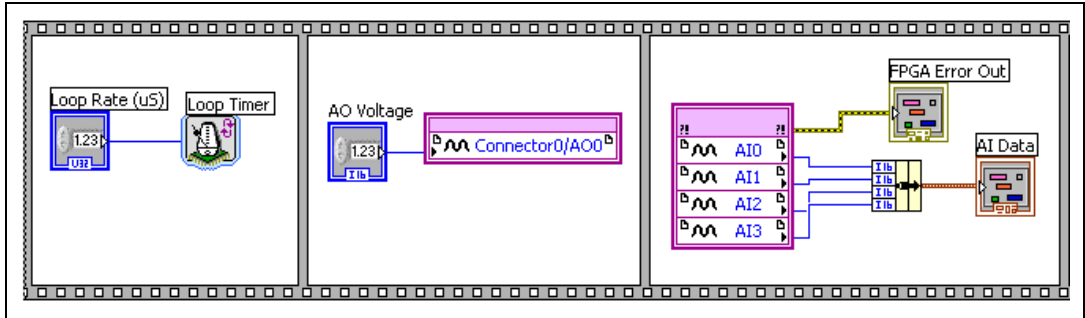 Loop Rate (uS)
1.23
U32
Loop Timer
AO Voltage
1.23
I16
Connector0/AO0
FPGA Error Out
?! ?!
AI0
AI1
AI2
AI3
I16
I16
I16
I16
AI Data